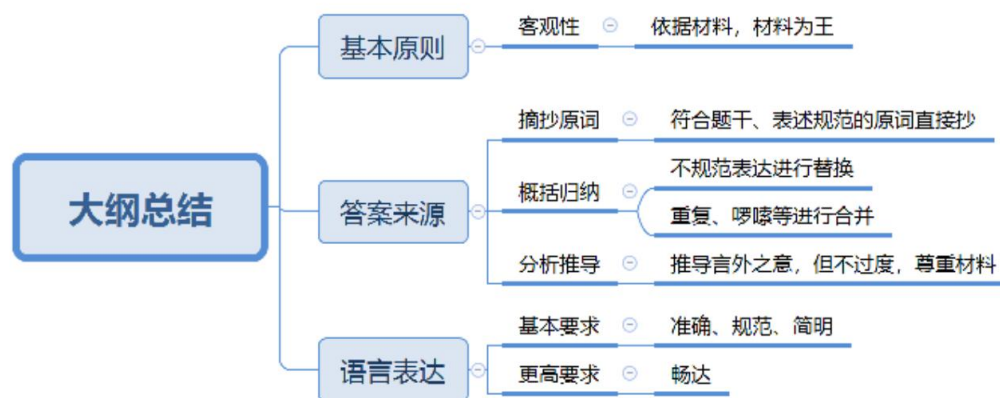 大纲总结
基本原则
客观性
依据材料，材料为王
答案来源
摘抄原词
符合题干、表述规范的原词直接抄
概括归纳
不规范表达进行替换
重复、啰嗦等进行合并
分析推导
推导言外之意，但不过度，尊重材料
语言表达
基本要求
准确、规范、简明
更高要求
畅达